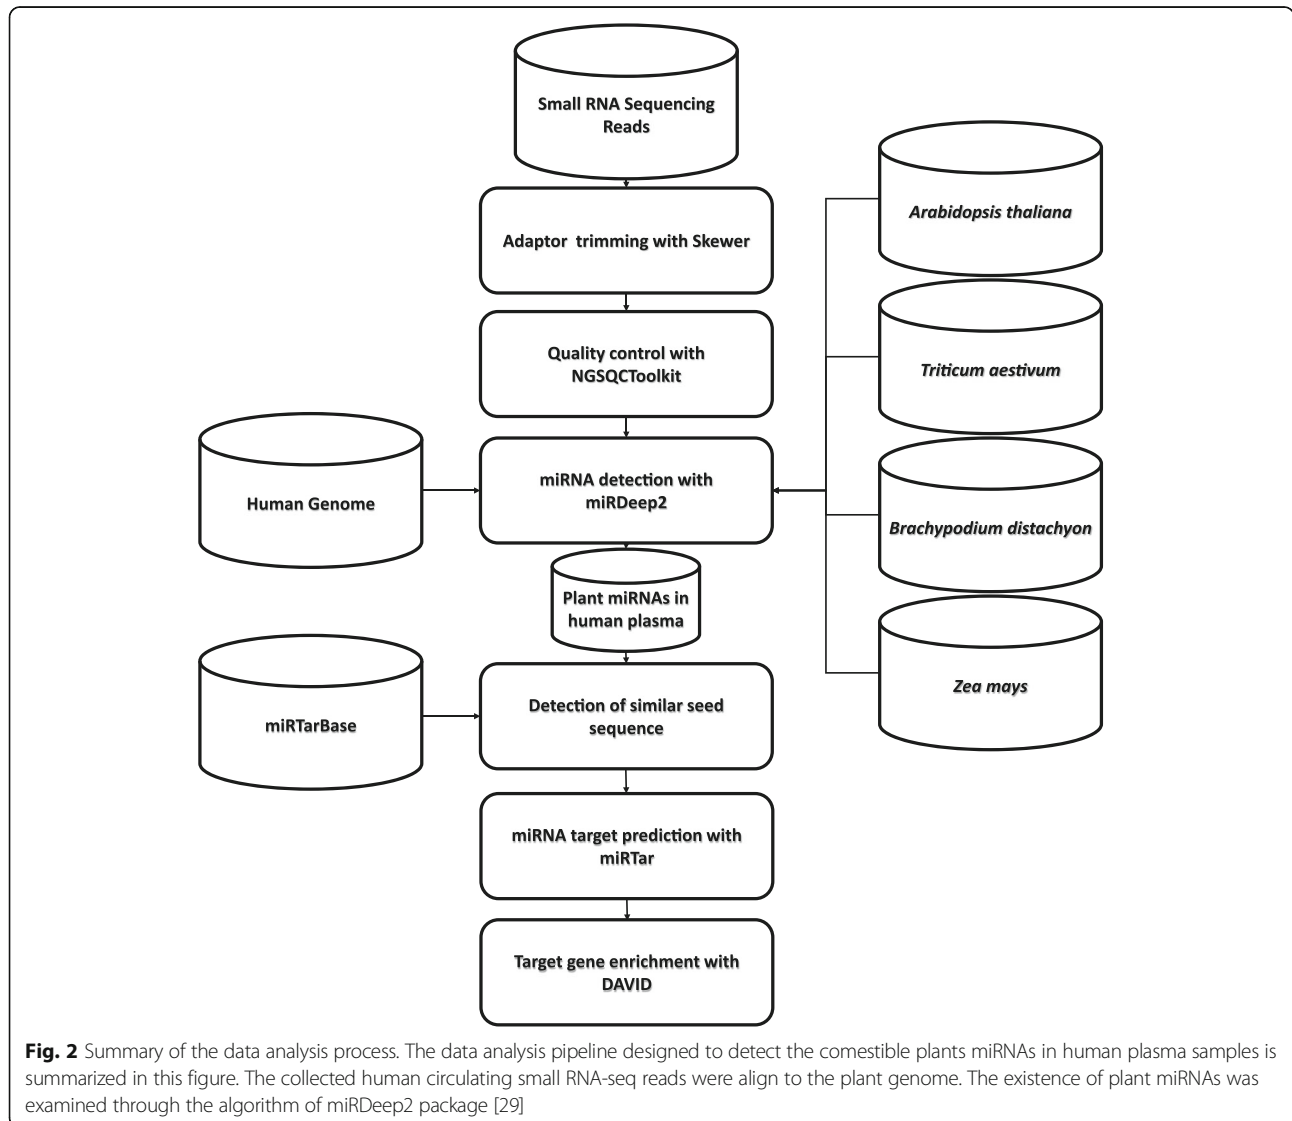 Small RNA Sequencing
Reads
Adaptor trimming with Skewer
Quality control with
NGSQCToolkit
Human Genome
miRNA detection with
miRDeep2
Arabidopsis thaliana
Triticum aestivum
Brachypodium distachyon
Zea mays
Plant miRNAs in
human plasma
miRTarBase
Detection of similar seed
sequence
miRNA target prediction with
miRTar
Target gene enrichment with
DAVID
Fig. 2 Summary of the data analysis process. The data analysis pipeline designed to detect the comestible plants miRNAs in human plasma samples is
summarized in this figure. The collected human circulating small RNA-seq reads were align to the plant genome. The existence of plant miRNAs was
examined through the algorithm of miRDeep2 package [29]